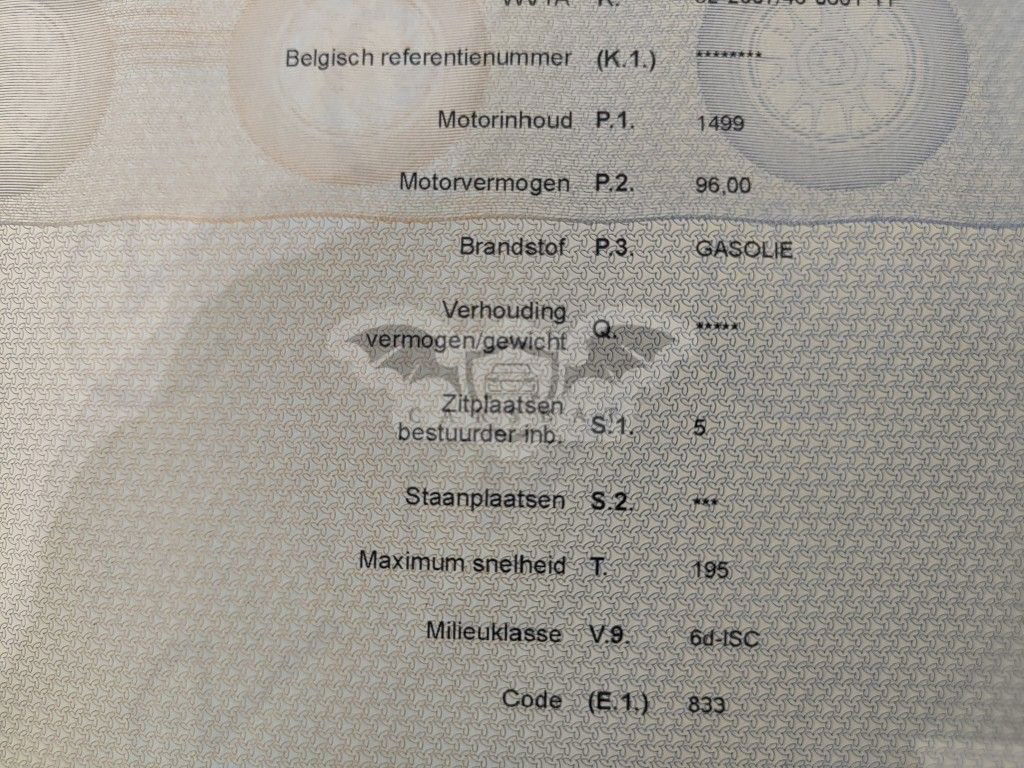 Belgisch referentienummer (K.1.) ********
Motorinhoud P.1. 1499
Motorvermogen P.2. 96,00
Brandstof P.3. GASOLIE
Verhouding
vermogen/gewicht Q. *****
Zitplaatsen
bestuurder inb. S.1. 5
Staanplaatsen S.2. ***
Maximum snelheid T. 195
Milieuklasse V.9. 6d-ISC
Code (E.1.) 833